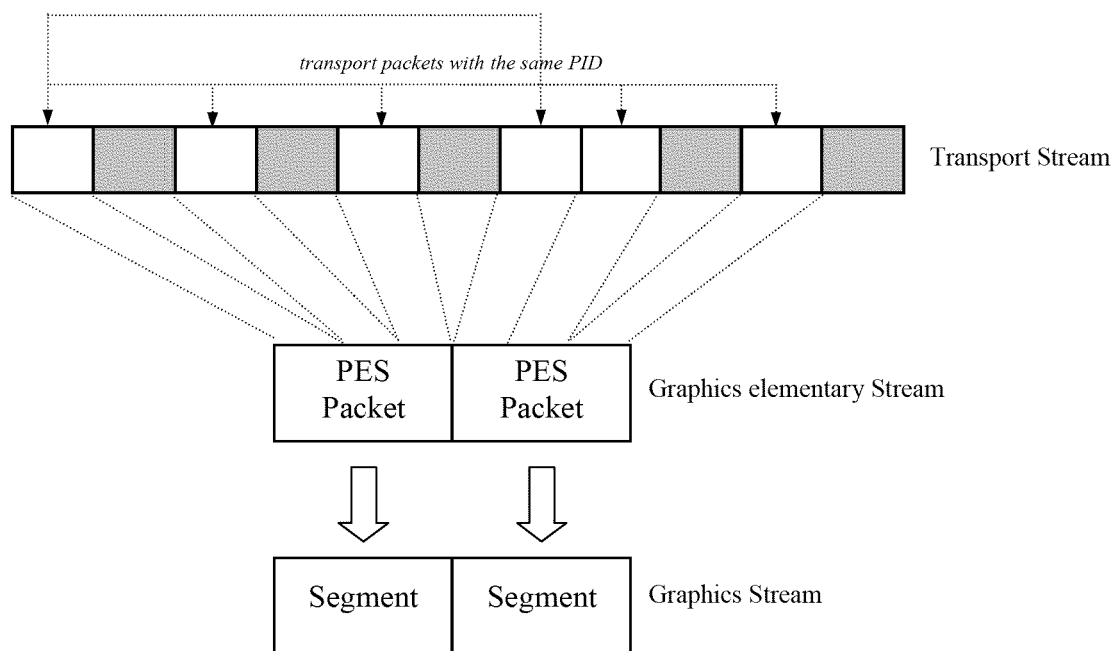 transport packets with the same PID
Transport Stream
PES
Packet
PES
Packet
Graphics elementary Stream
Segment
Segment
Graphics Stream